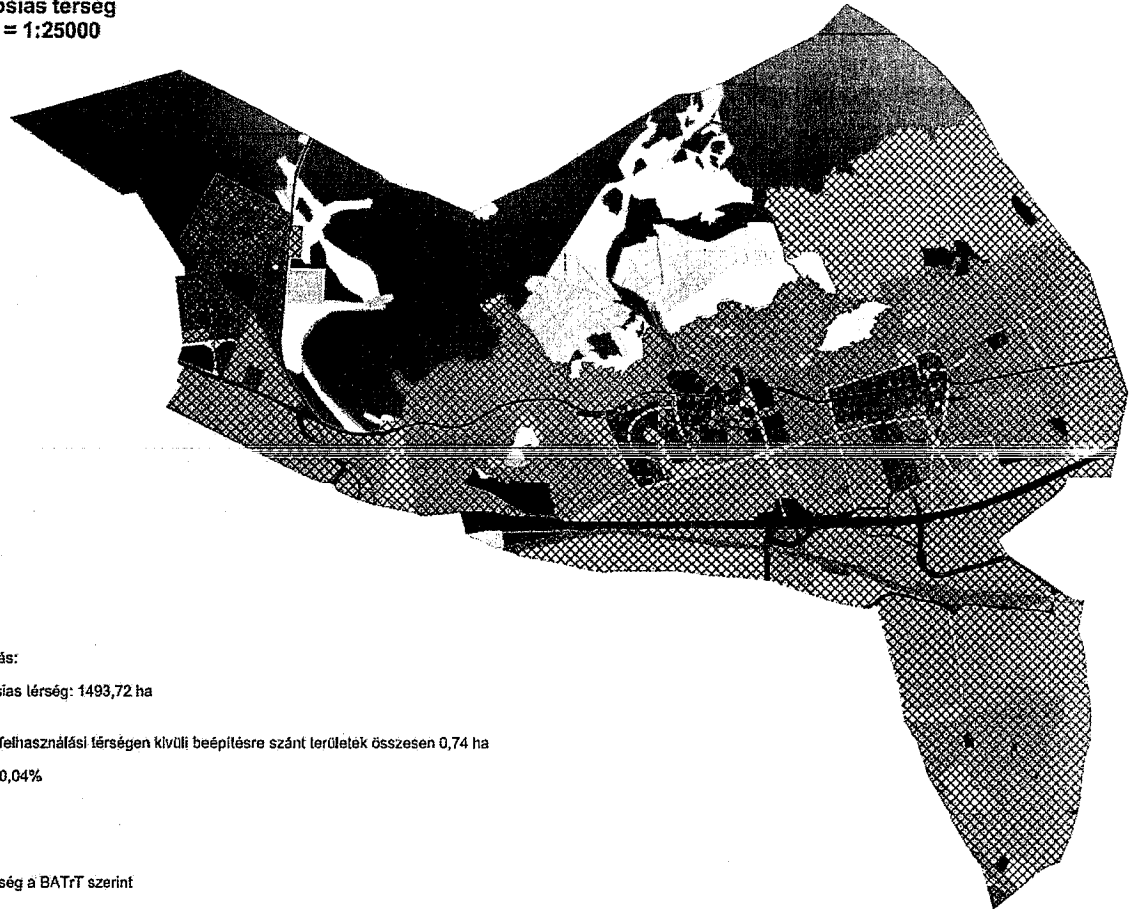 osias térség
= 1:25000
ás:
sias térség: 1493,72 ha
felhasználási térségen kívüli beépítésre szánt területek összesen 0,74 ha
0,04%
ség a BATrT szerint